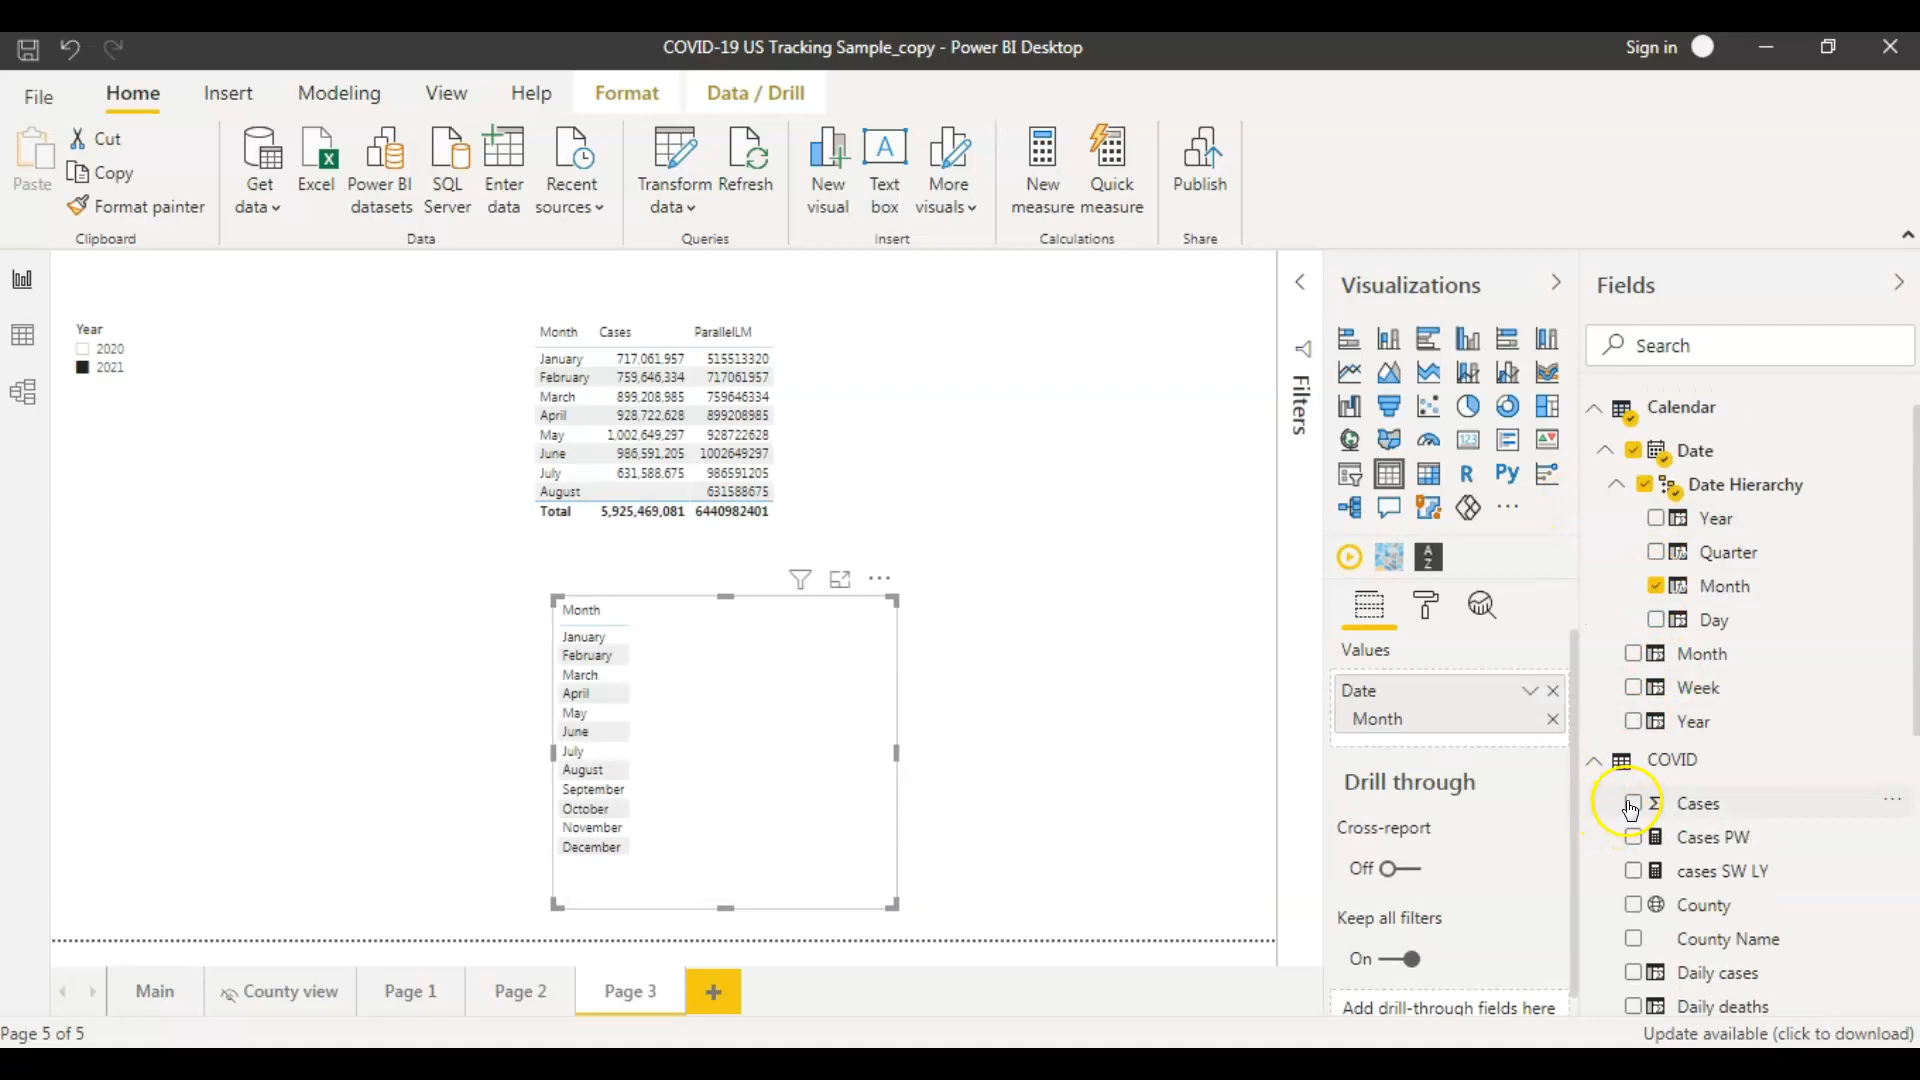 COVID-19 US Tracking Sample_copy - Power BI Desktop
Sign in
File Home Insert Modeling View Help Format Data / Drill
Paste
Cut
Copy
Format painter
Clipboard
Get data
Excel
Power BI datasets
SQL Server
Enter data
Recent sources
Data
Transform data
Refresh
Queries
New visual
Text box
More visuals
Insert
New measure
Quick measure
Calculations
Publish
Share
Year
2020
2021
Month Cases ParallelLM
January 717,061,957 515513320
February 759,646,334 717061957
March 899,208,985 759646334
April 928,722,628 899208985
May 1,002,649,297 928722628
June 986,591,205 1002649297
July 631,588,675 986591205
August 631588675
Total 5,925,469,081 6440982401
Month
January
February
March
April
May
June
July
August
September
October
November
December
Filters
Visualizations
R
Py
123
A
Z
Values
Date
Month
Drill through
Cross-report
Off
Keep all filters
On
Add drill-through fields here
Fields
Search
Calendar
Date
Date Hierarchy
Year
Quarter
Month
Day
Month
Week
Year
COVID
Cases
Cases PW
cases SW LY
County
County Name
Daily cases
Daily deaths
Main County view Page 1 Page 2 Page 3
Page 5 of 5
Update available (click to download)